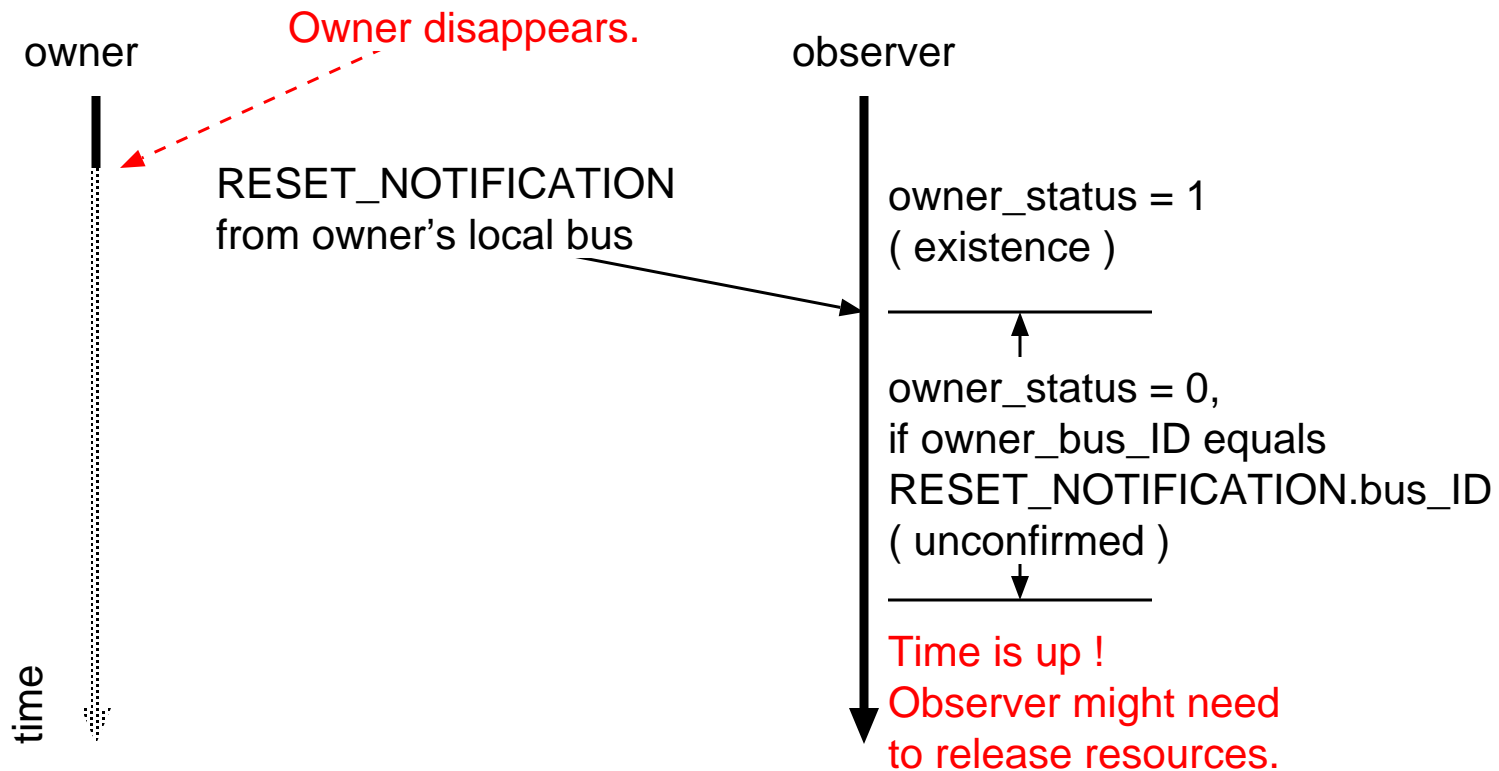 Owner disappears.
owner
observer
RESET_NOTIFICATION
from owner’s local bus
owner_status = 1
( existence )
owner_status = 0,
if owner_bus_ID equals
RESET_NOTIFICATION.bus_ID
( unconfirmed )
Time is up !
Observer might need
to release resources.
time